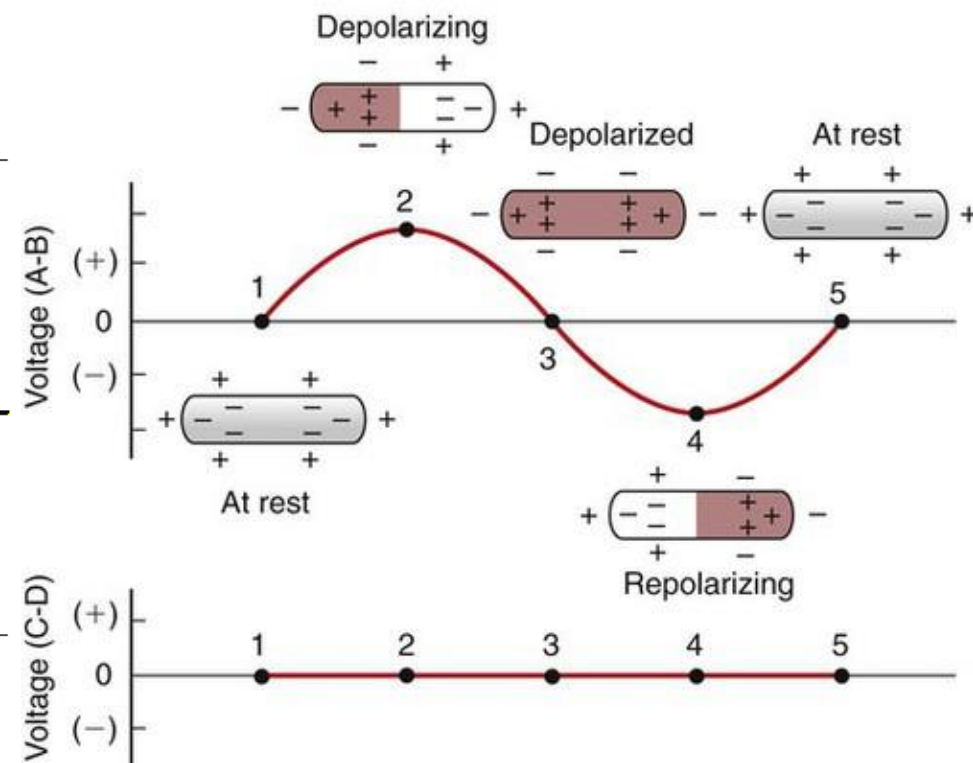 Depolarizing
− +
− + + + − − − +
− +
Depolarized
− −
− + + + + + + −
− −
At rest
+ +
+ − − − − − − +
+ +
Voltage (A-B)
(+)
0
(−)
1
2
3
4
5
+ +
+ − − − − − − +
+ +
At rest
+ −
+ − − − + + + −
+ −
Repolarizing
Voltage (C-D)
(+)
0
(−)
1 2 3 4 5